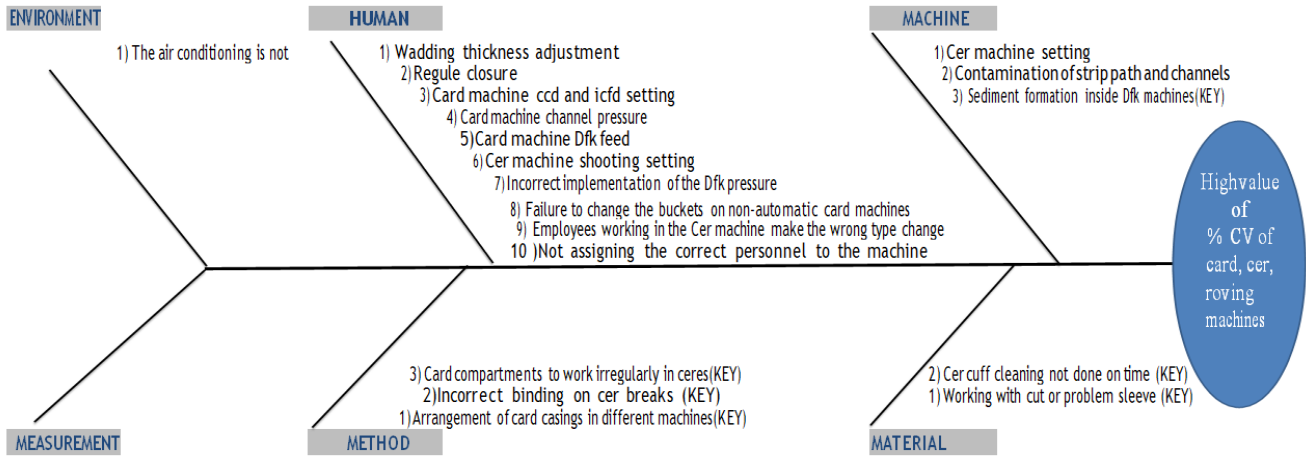 ENVIRONMENT
1) The air conditioning is not
HUMAN
1) Wadding thickness adjustment
2) Regule closure
3) Card machine ccd and icfd setting
4) Card machine channel pressure
5)Card machine Dfk feed
6) Cer machine shooting setting
7) Incorrect implementation of the Dfk pressure
8) Failure to change the buckets on non-automatic card machines
9) Employees working in the Cer machine make the wrong type change
10 )Not assigning the correct personnel to the machine
MACHINE
1) Cer machine setting
2) Contamination of strip path and channels
3) Sediment formation inside Dfk machines(KEY)
High value
of
% CV of
card, cer,
roving
machines
MEASUREMENT
3) Card compartments to work irregularly in ceres(KEY)
2)Incorrect binding on cer breaks (KEY)
1) Arrangement of card casings in different machines(KEY)
METHOD
2) Cer cuff cleaning not done on time (KEY)
1) Working with cut or problem sleeve (KEY)
MATERIAL